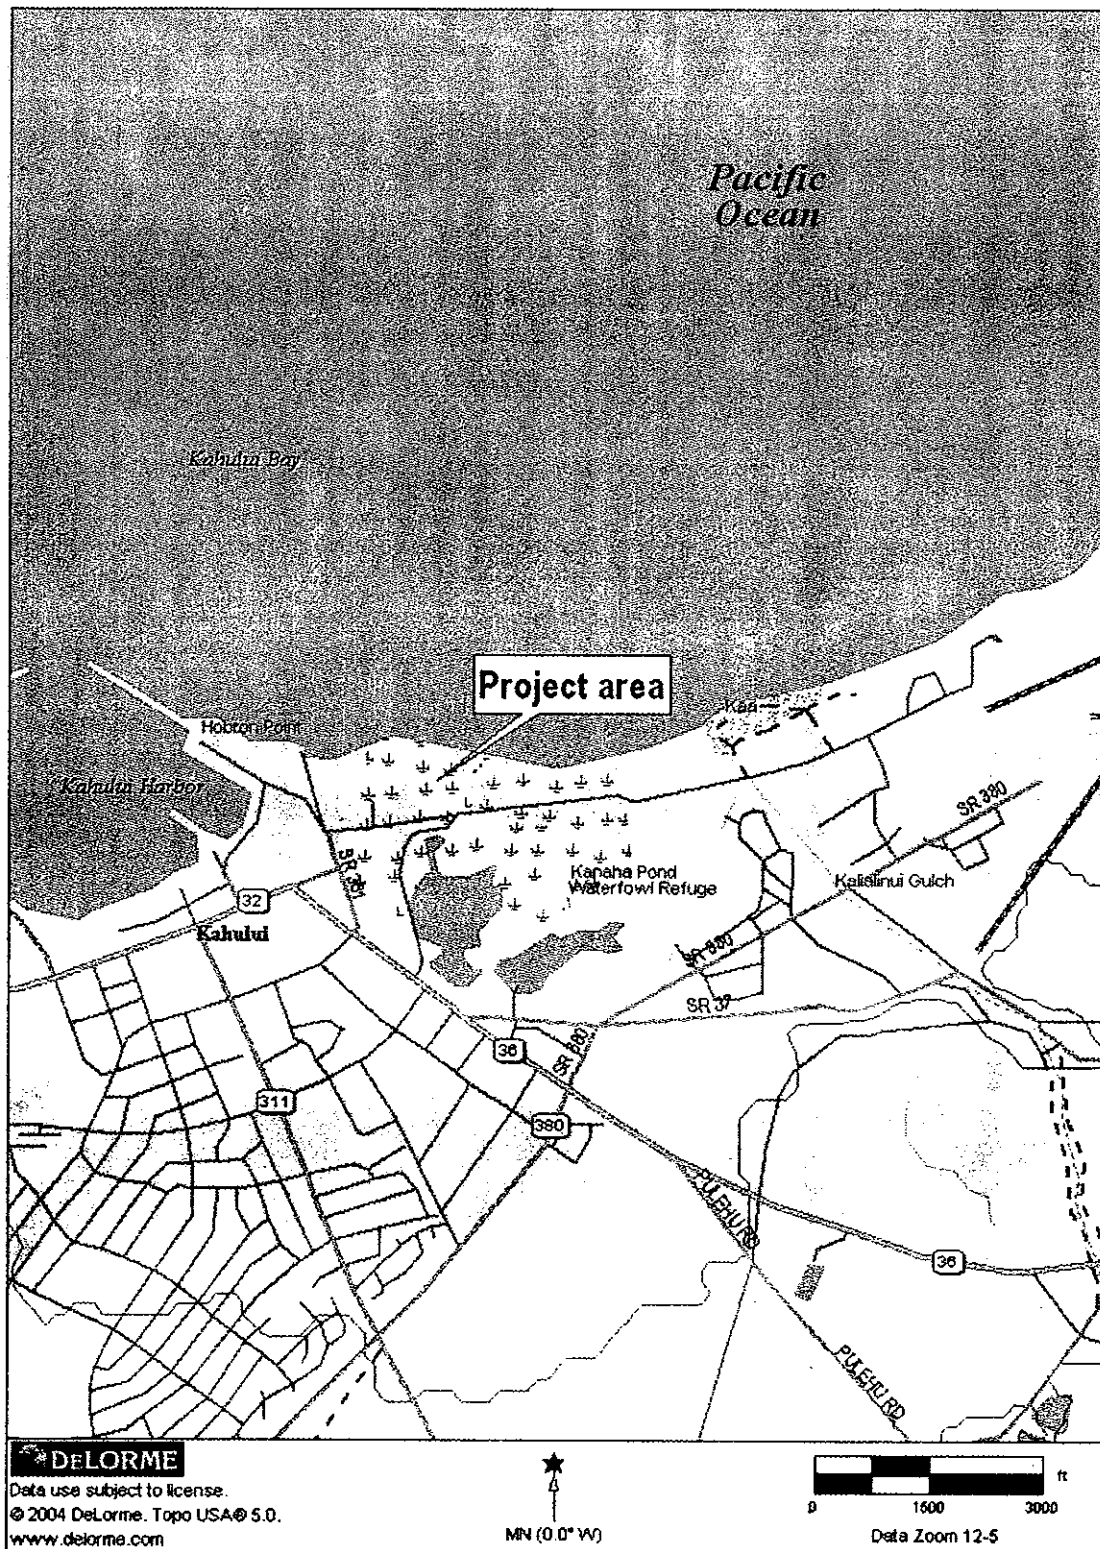 Pacific
Ocean
Kahului Bay
Project area
Kaa
Hobron Point
Kahului Harbor
SR 380
Kanaha Pond
Waterfowl Refuge
Kalialinui Gulch
32
Kahului
SR 380
SR 37
36
SR 380
311
380
PULEHU RD
36
PULEHU RD
DELORME
Data use subject to license.
© 2004 DeLorme. Topo USA® 5.0.
www.delorme.com
MN (0.0° W)
ft
0 1500 3000
Data Zoom 12-5